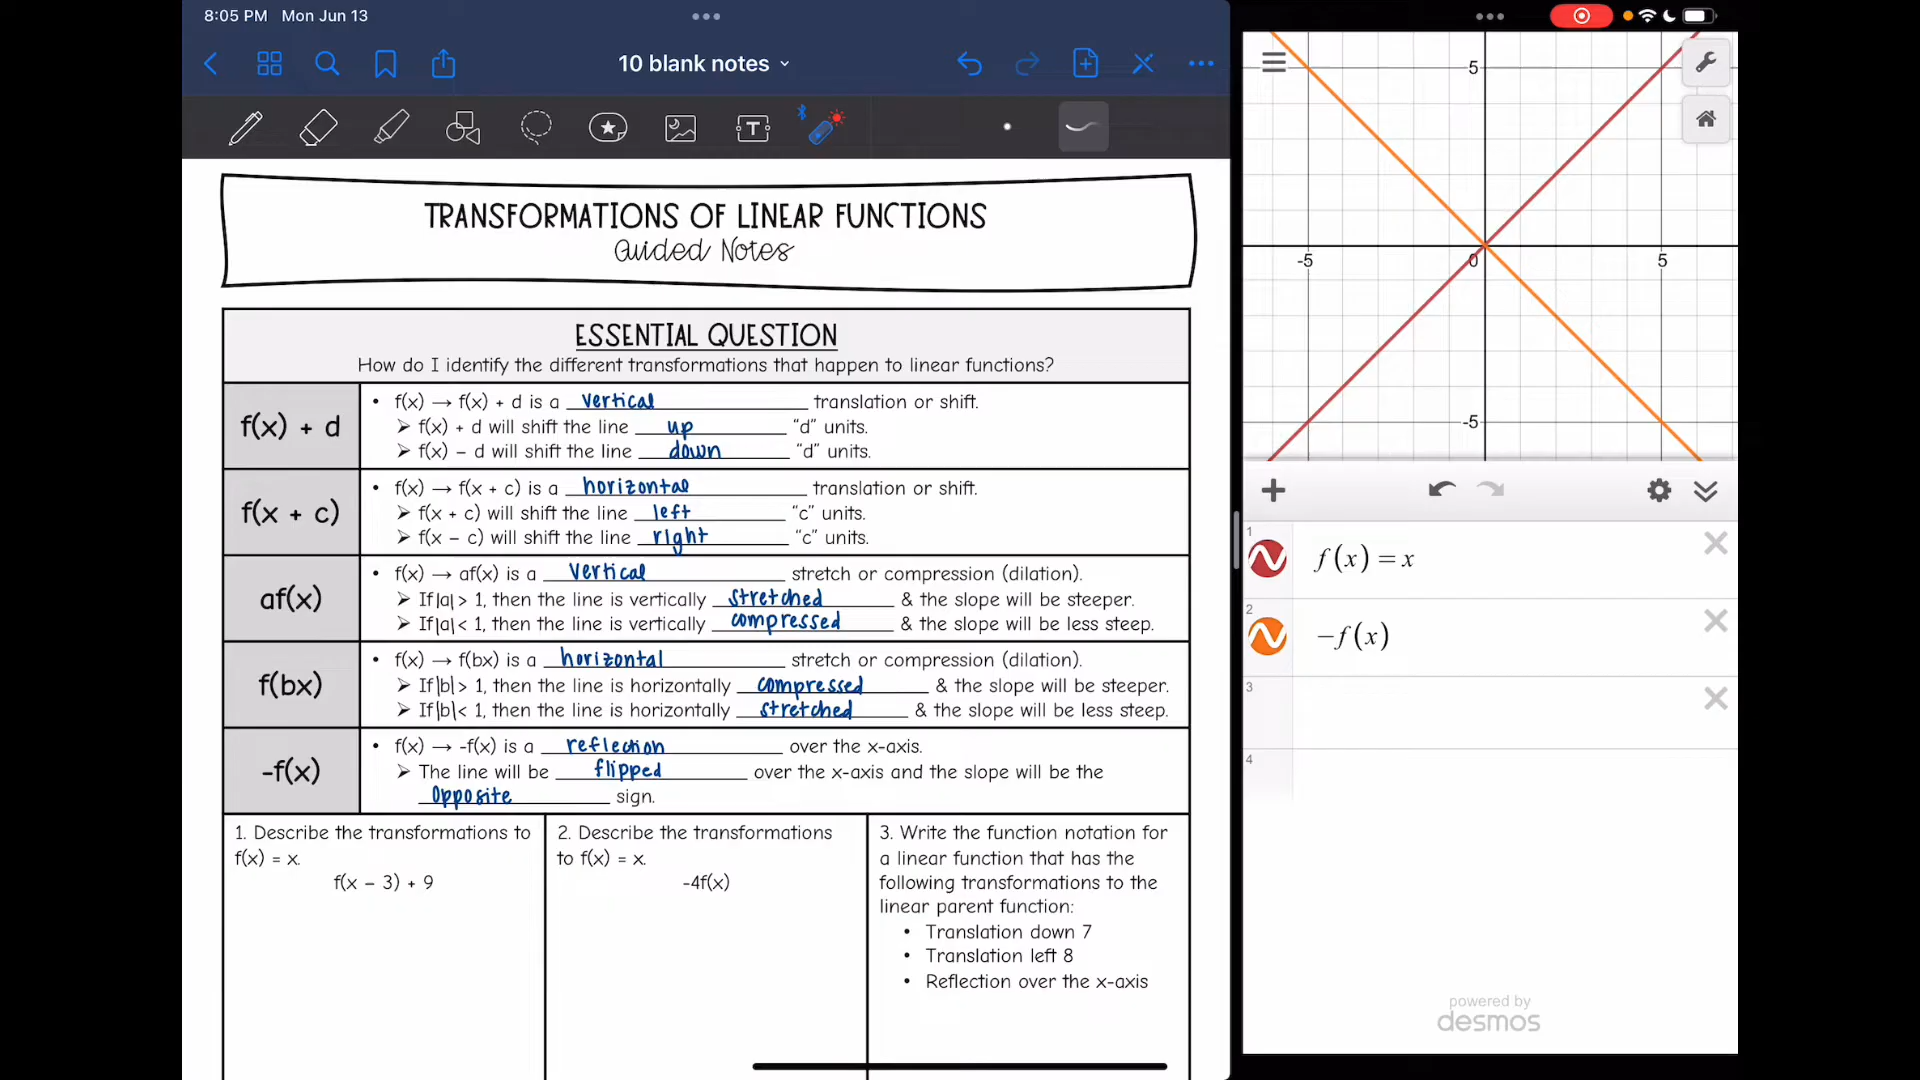 8:05 PM Mon Jun 13
10 blank notes
T
TRANSFORMATIONS OF LINEAR FUNCTIONS
Guided Notes
ESSENTIAL QUESTION
How do I identify the different transformations that happen to linear functions?
f(x) + d
• f(x) → f(x) + d is a vertical translation or shift.
➢ f(x) + d will shift the line up "d" units.
➢ f(x) – d will shift the line down "d" units.
f(x + c)
• f(x) → f(x + c) is a horizontal translation or shift.
➢ f(x + c) will shift the line left "c" units.
➢ f(x – c) will shift the line right "c" units.
af(x)
• f(x) → af(x) is a vertical stretch or compression (dilation).
➢ If |a| > 1, then the line is vertically stretched & the slope will be steeper.
➢ If |a| < 1, then the line is vertically compressed & the slope will be less steep.
f(bx)
• f(x) → f(bx) is a horizontal stretch or compression (dilation).
➢ If |b| > 1, then the line is horizontally compressed & the slope will be steeper.
➢ If |b| < 1, then the line is horizontally stretched & the slope will be less steep.
-f(x)
• f(x) → -f(x) is a reflection over the x-axis.
➢ The line will be flipped over the x-axis and the slope will be the
opposite sign.
1. Describe the transformations to
f(x) = x.
f(x – 3) + 9
2. Describe the transformations
to f(x) = x.
-4f(x)
3. Write the function notation for
a linear function that has the
following transformations to the
linear parent function:
• Translation down 7
• Translation left 8
• Reflection over the x-axis
5
-5 0 5
-5
1
f(x) = x
2
−f(x)
3
4
powered by
desmos